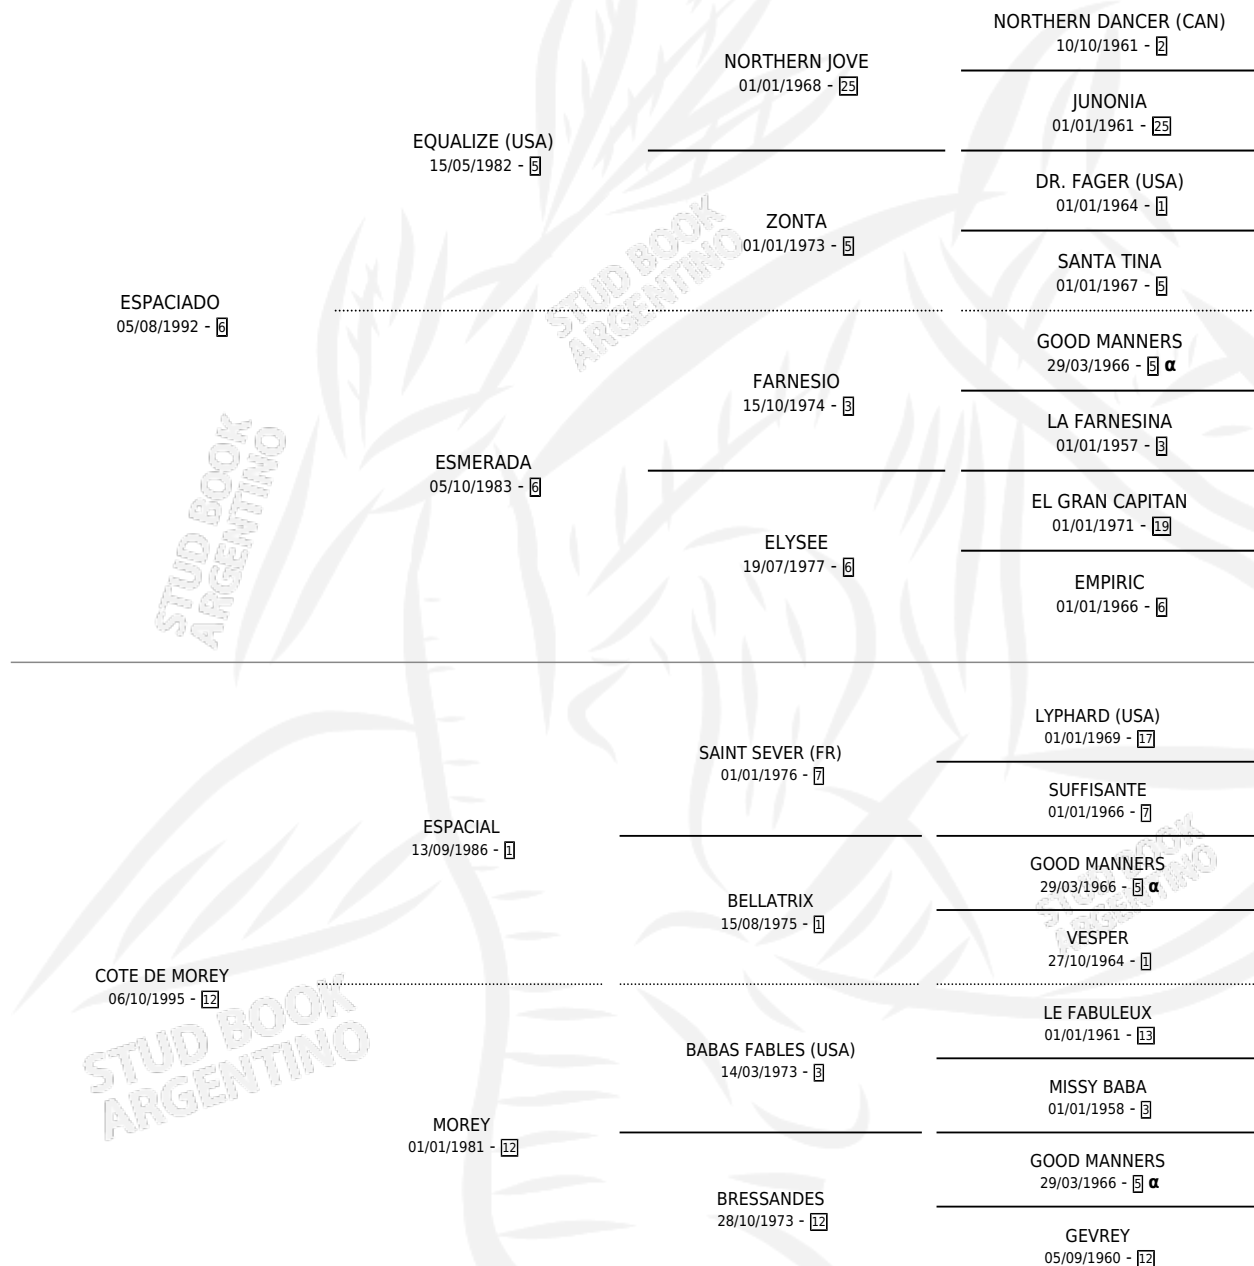 NORTHERN DANCER (CAN)
10/10/1961 - 2
NORTHERN JOVE
01/01/1968 - 25
JUNONIA
01/01/1961 - 25
EQUALIZE (USA)
15/05/1982 - 5
DR. FAGER (USA)
01/01/1964 - 1
ZONTA
01/01/1973 - 5
SANTA TINA
01/01/1967 - 5
STUD BOOK
ARGENTINO
ESPACIADO
05/08/1992 - 6
GOOD MANNERS
29/03/1966 - 5 α
FARNESIO
15/10/1974 - 3
LA FARNESINA
01/01/1957 - 3
ESMERADA
05/10/1983 - 6
STUD BOOK
ARGENTINO
EL GRAN CAPITAN
01/01/1971 - 19
ELYSEE
19/07/1977 - 6
EMPIRIC
01/01/1966 - 6
LYPHARD (USA)
01/01/1969 - 17
SAINT SEVER (FR)
01/01/1976 - 7
SUFFISANTE
01/01/1966 - 7
ESPACIAL
13/09/1986 - 1
GOOD MANNERS
29/03/1966 - 5 α
STUD BOOK
ARGENTINO
BELLATRIX
15/08/1975 - 1
VESPER
27/10/1964 - 1
COTE DE MOREY
06/10/1995 - 12
STUD BOOK
ARGENTINO
LE FABULEUX
01/01/1961 - 13
BABAS FABLES (USA)
14/03/1973 - 3
MISSY BABA
01/01/1958 - 3
MOREY
01/01/1981 - 12
GOOD MANNERS
29/03/1966 - 5 α
BRESSANDES
28/10/1973 - 12
GEVREY
05/09/1960 - 12